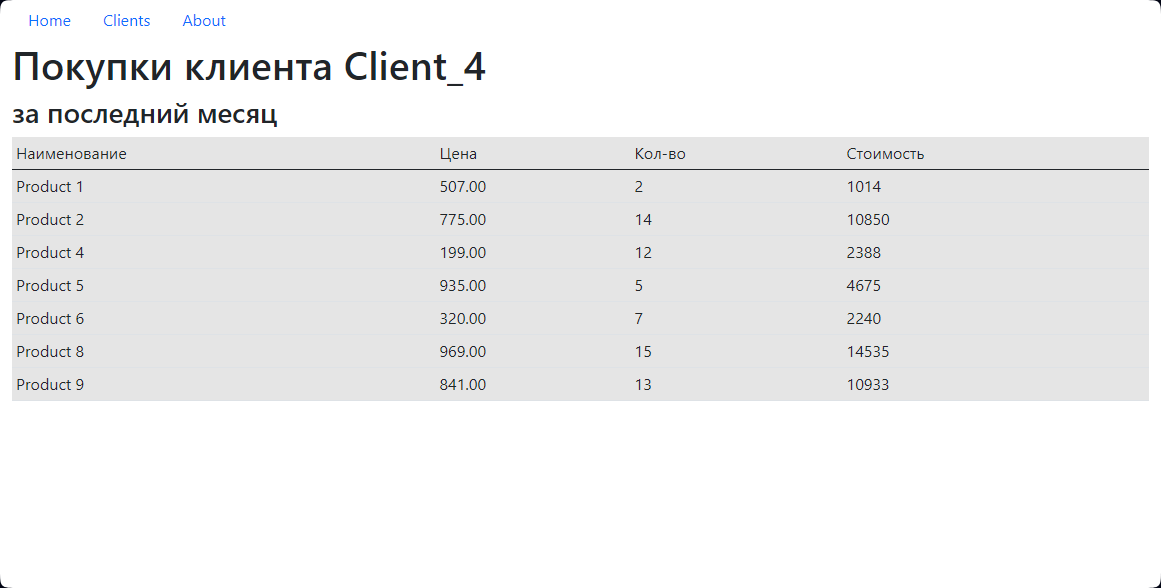 Home Clients About
Покупки клиента Client_4
за последний месяц
Наименование Цена Кол-во Стоимость
Product 1 507.00 2 1014
Product 2 775.00 14 10850
Product 4 199.00 12 2388
Product 5 935.00 5 4675
Product 6 320.00 7 2240
Product 8 969.00 15 14535
Product 9 841.00 13 10933